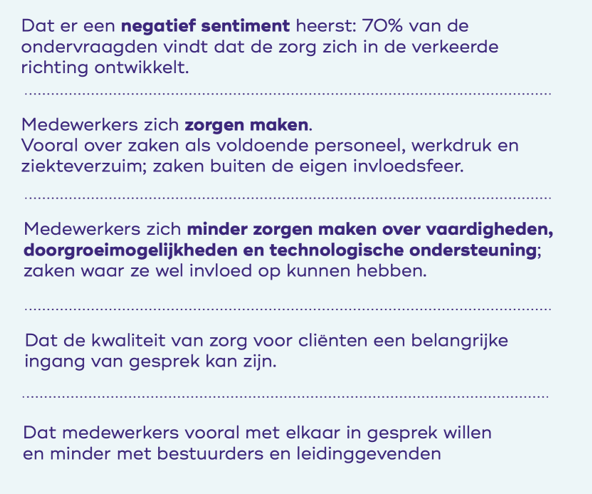 Dat er een negatief sentiment heerst: 70% van de
ondervraagden vindt dat de zorg zich in de verkeerde
richting ontwikkelt.
Medewerkers zich zorgen maken.
Vooral over zaken als voldoende personeel, werkdruk en
ziekteverzuim; zaken buiten de eigen invloedsfeer.
Medewerkers zich minder zorgen maken over vaardigheden,
doorgroeimogelijkheden en technologische ondersteuning;
zaken waar ze wel invloed op kunnen hebben.
Dat de kwaliteit van zorg voor cliënten een belangrijke
ingang van gesprek kan zijn.
Dat medewerkers vooral met elkaar in gesprek willen
en minder met bestuurders en leidinggevenden